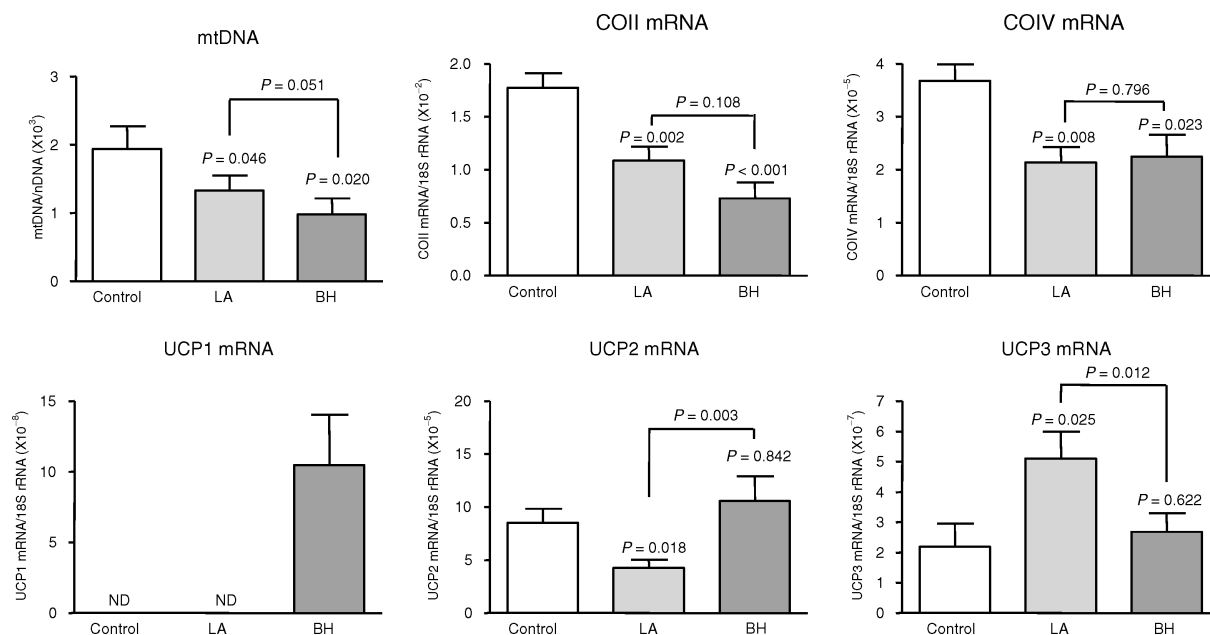 mtDNA
mtDNA/nDNA (X10³)
3
2
1
0
P = 0.051
P = 0.046
P = 0.020
Control
LA
BH
COII mRNA
COII mRNA/18S rRNA (X10⁻²)
2.0
1.5
1.0
0.5
0.0
P = 0.108
P = 0.002
P < 0.001
Control
LA
BH
COIV mRNA
COIV mRNA/18S rRNA (X10⁻⁵)
4
3
2
1
0
P = 0.796
P = 0.008
P = 0.023
Control
LA
BH
UCP1 mRNA
UCP1 mRNA/18S rRNA (X10⁻⁸)
15
10
5
0
ND
ND
Control
LA
BH
UCP2 mRNA
UCP2 mRNA/18S rRNA (X10⁻⁵)
20
15
10
5
0
P = 0.003
P = 0.842
P = 0.018
Control
LA
BH
UCP3 mRNA
UCP3 mRNA/18S rRNA (X10⁻⁷)
7
6
5
4
3
2
1
0
P = 0.012
P = 0.025
P = 0.622
Control
LA
BH